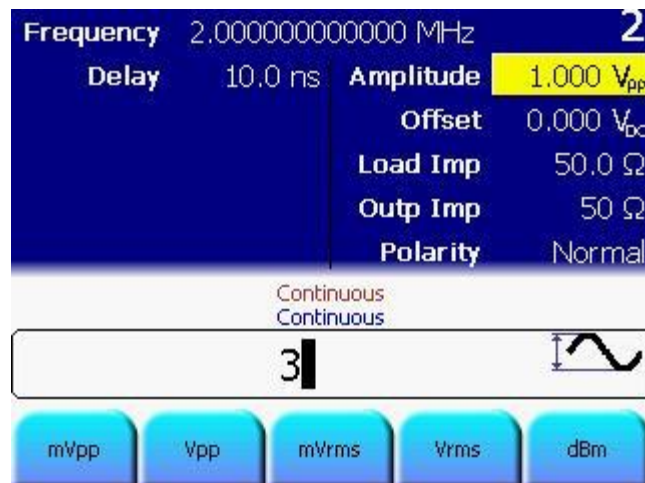 Frequency 2.000000000000 MHz 2
Delay 10.0 ns Amplitude 1.000 Vpp
Offset 0.000 VDC
Load Imp 50.0 Ω
Outp Imp 50 Ω
Polarity Normal
Continuous
Continuous
3
mVpp Vpp mVrms Vrms dBm